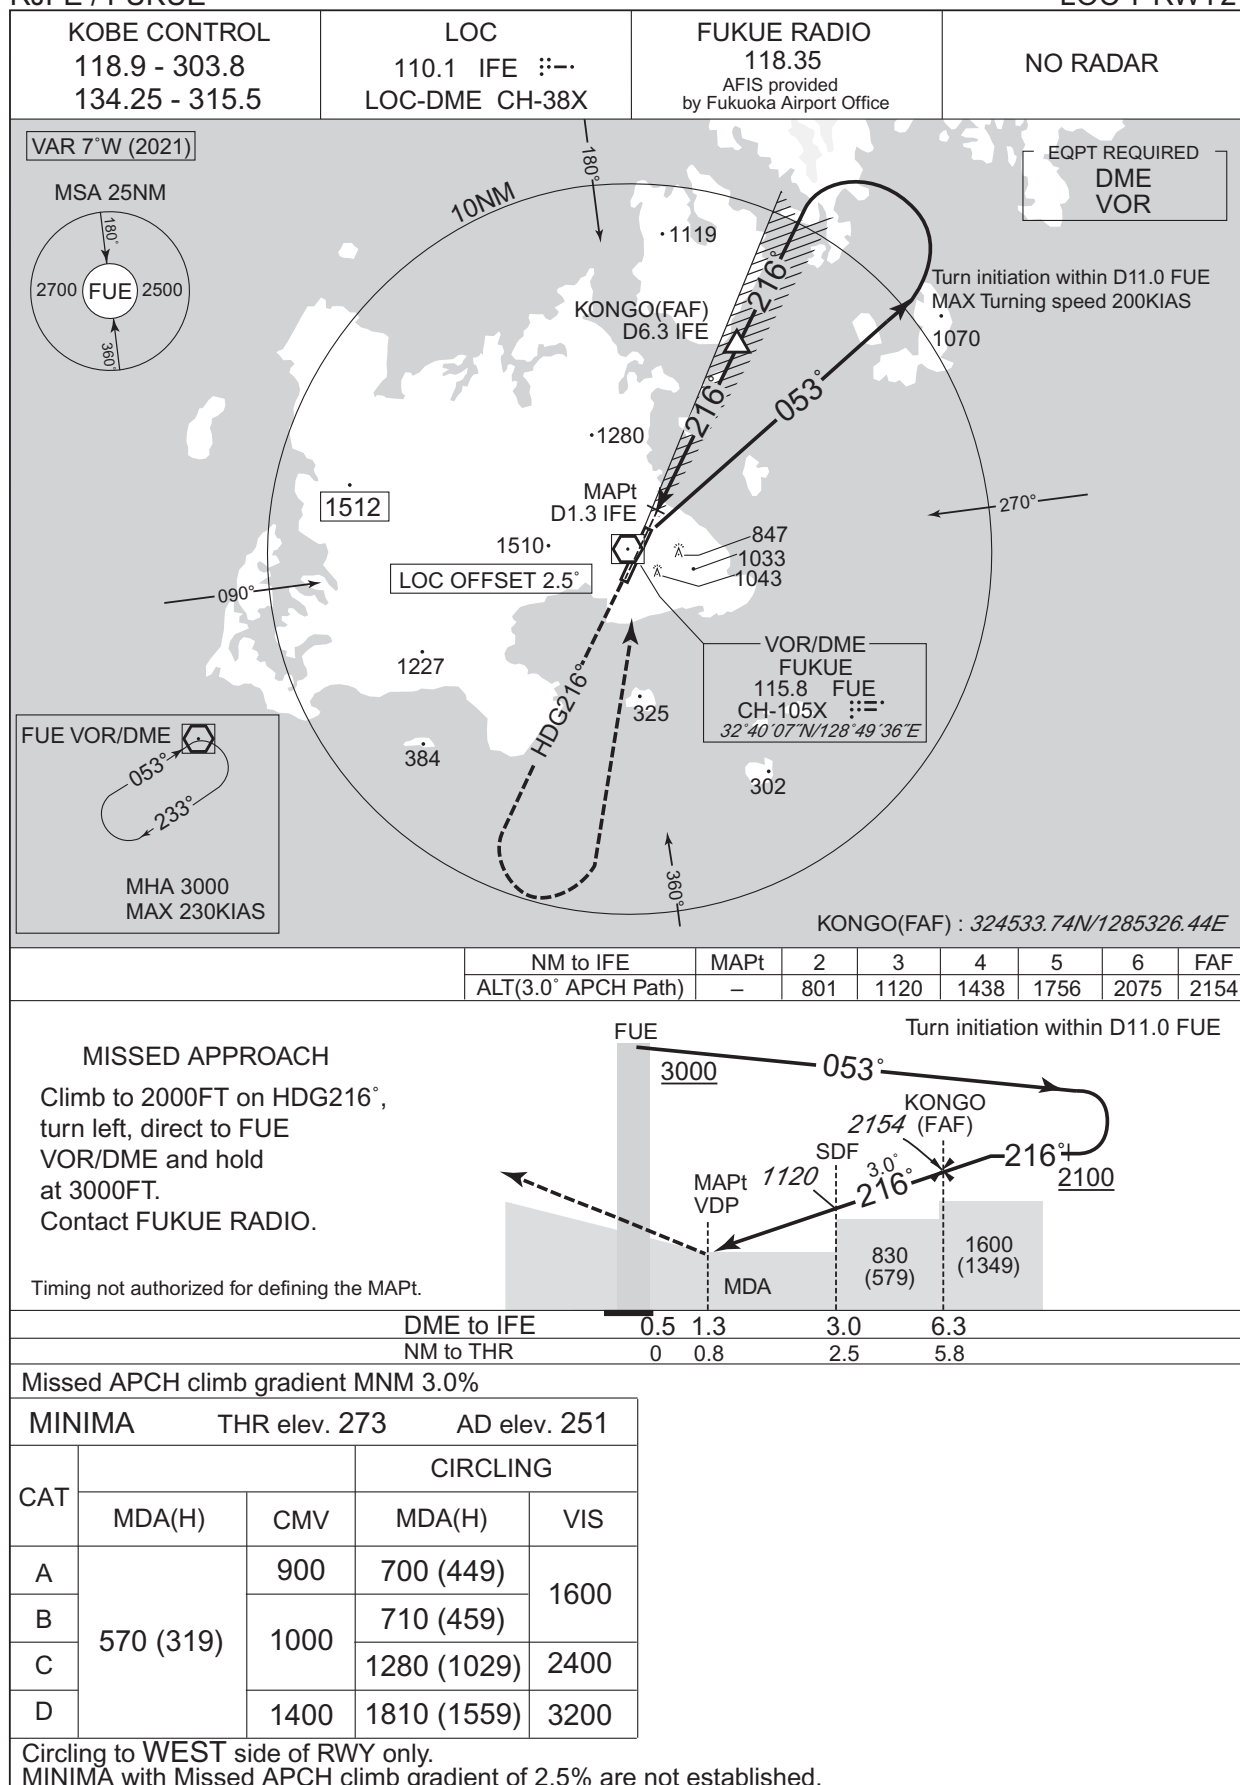 KOBE CONTROL
118.9 - 303.8
134.25 - 315.5
LOC
110.1 IFE
LOC-DME CH-38X
FUKUE RADIO
118.35
AFIS provided
by Fukuoka Airport Office
NO RADAR
VAR 7°W (2021)
MSA 25NM
180°
2700 FUE 2500
360°
180°
10NM
EQPT REQUIRED
DME
VOR
1119
216°
Turn initiation within D11.0 FUE
MAX Turning speed 200KIAS
KONGO(FAF)
D6.3 IFE
1070
053°
216°
1280
1512
MAPt
D1.3 IFE
270°
1510
847
1033
1043
LOC OFFSET 2.5°
090°
VOR/DME
FUKUE
115.8 FUE
CH-105X
32°40´07˝N/128°49´36˝E
1227
HDG216°
325
384
302
FUE VOR/DME
053°
233°
MHA 3000
MAX 230KIAS
360°
KONGO(FAF) : 324533.74N/1285326.44E
NM to IFE MAPt 2 3 4 5 6 FAF
ALT(3.0° APCH Path) – 801 1120 1438 1756 2075 2154
MISSED APPROACH
Climb to 2000FT on HDG216°,
turn left, direct to FUE
VOR/DME and hold
at 3000FT.
Contact FUKUE RADIO.
Timing not authorized for defining the MAPt.
FUE
Turn initiation within D11.0 FUE
3000
053°
KONGO
(FAF)
2154
SDF
216°
2100
3.0°
216°
1120
MAPt
VDP
MDA
830
(579)
1600
(1349)
DME to IFE 0.5 1.3 3.0 6.3
NM to THR 0 0.8 2.5 5.8
Missed APCH climb gradient MNM 3.0%
MINIMA THR elev. 273 AD elev. 251
CAT CIRCLING
MDA(H) CMV MDA(H) VIS
A 570 (319) 900 700 (449) 1600
B 1000 710 (459)
C 1280 (1029) 2400
D 1400 1810 (1559) 3200
Circling to WEST side of RWY only.
MINIMA with Missed APCH climb gradient of 2.5% are not established.